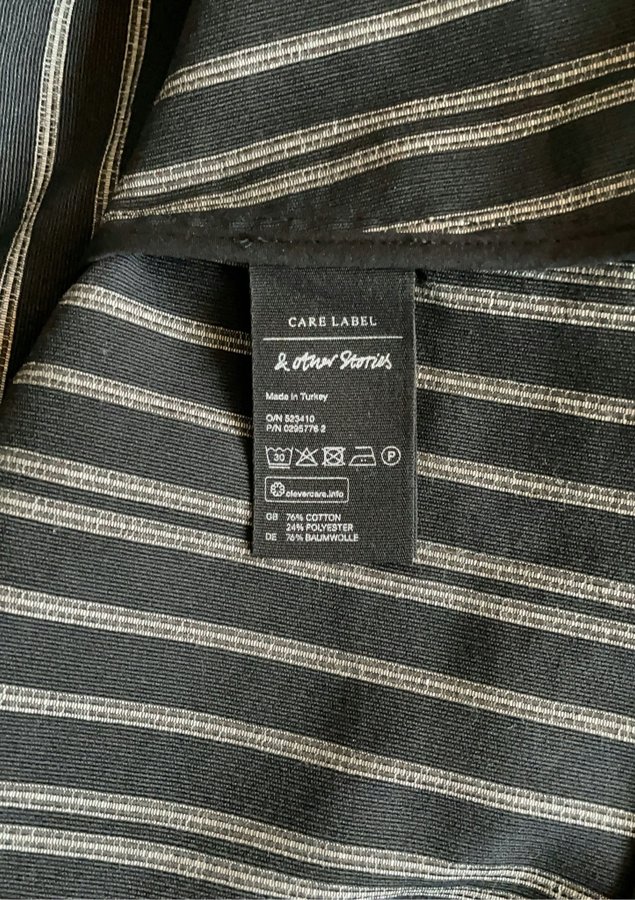 CARE LABEL
& other Stories
Made in Turkey
O/N 523410
P/N 0295776 2
30 P
clevercare.info
GB 76% COTTON
24% POLYESTER
DE 76% BAUMWOLLE